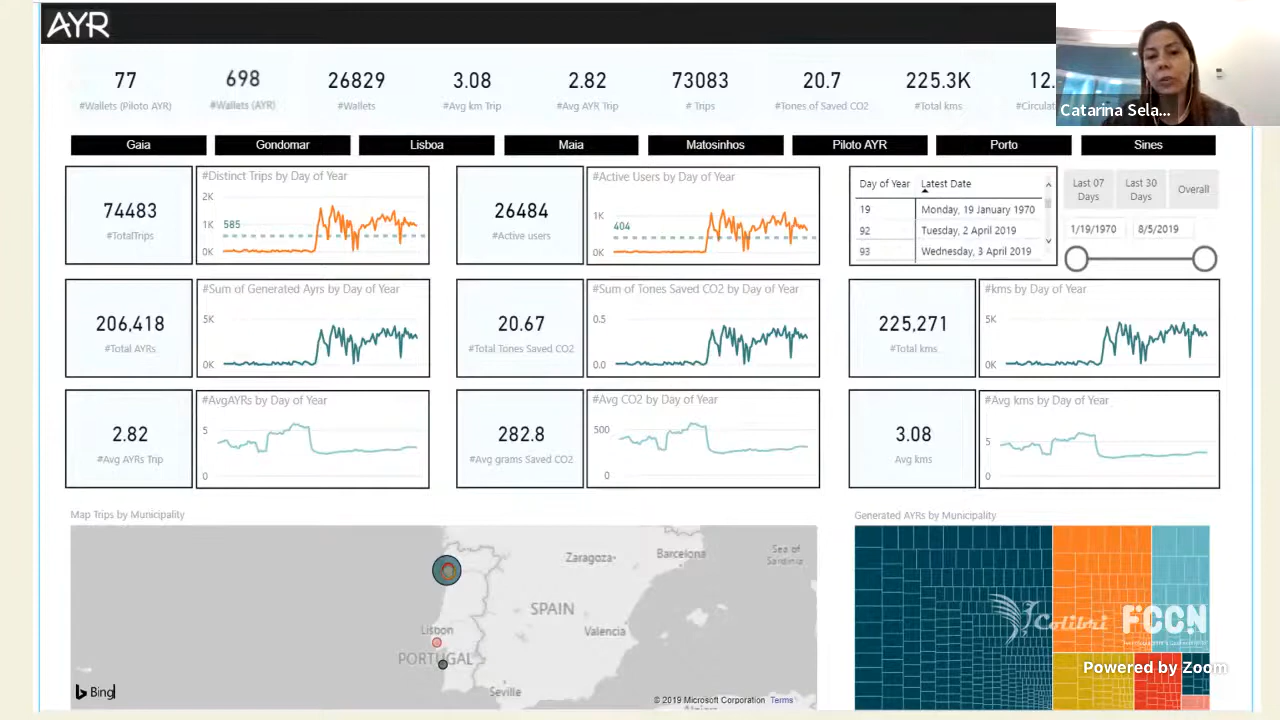 AYR
77
#Wallets (Piloto AYR)
698
#Wallets (AYR)
26829
#Wallets
3.08
#Avg km Trip
2.82
#Avg AYR Trip
73083
# Trips
20.7
#Tones of Saved CO2
225.3K
#Total kms
12.
#Circulat
Catarina Sela...
Gaia
Gondomar
Lisboa
Maia
Matosinhos
Piloto AYR
Porto
Sines
74483
#TotalTrips
#Distinct Trips by Day of Year
2K
1K
0K
585
26484
#Active users
#Active Users by Day of Year
1K
0K
404
Day of Year Latest Date
19 Monday, 19 January 1970
92 Tuesday, 2 April 2019
93 Wednesday, 3 April 2019
Last 07 Days
Last 30 Days
Overall
1/19/1970
8/5/2019
206,418
#Total AYRs
#Sum of Generated Ayrs by Day of Year
5K
0K
20.67
#Total Tones Saved CO2
#Sum of Tones Saved CO2 by Day of Year
0.5
0.0
225,271
#Total kms
#kms by Day of Year
5K
0K
2.82
#Avg AYRs Trip
#AvgAYRs by Day of Year
5
0
282.8
#Avg grams Saved CO2
#Avg CO2 by Day of Year
500
0
3.08
Avg kms
#Avg kms by Day of Year
5
0
Map Trips by Municipality
Zaragoza
Barcelona
Sea of
Sardinia
SPAIN
Lisbon
Valencia
PORTUGAL
Seville
Bing
© 2019 Microsoft Corporation Terms
Generated AYRs by Municipality
Colibri
FCCN
Powered by Zoom